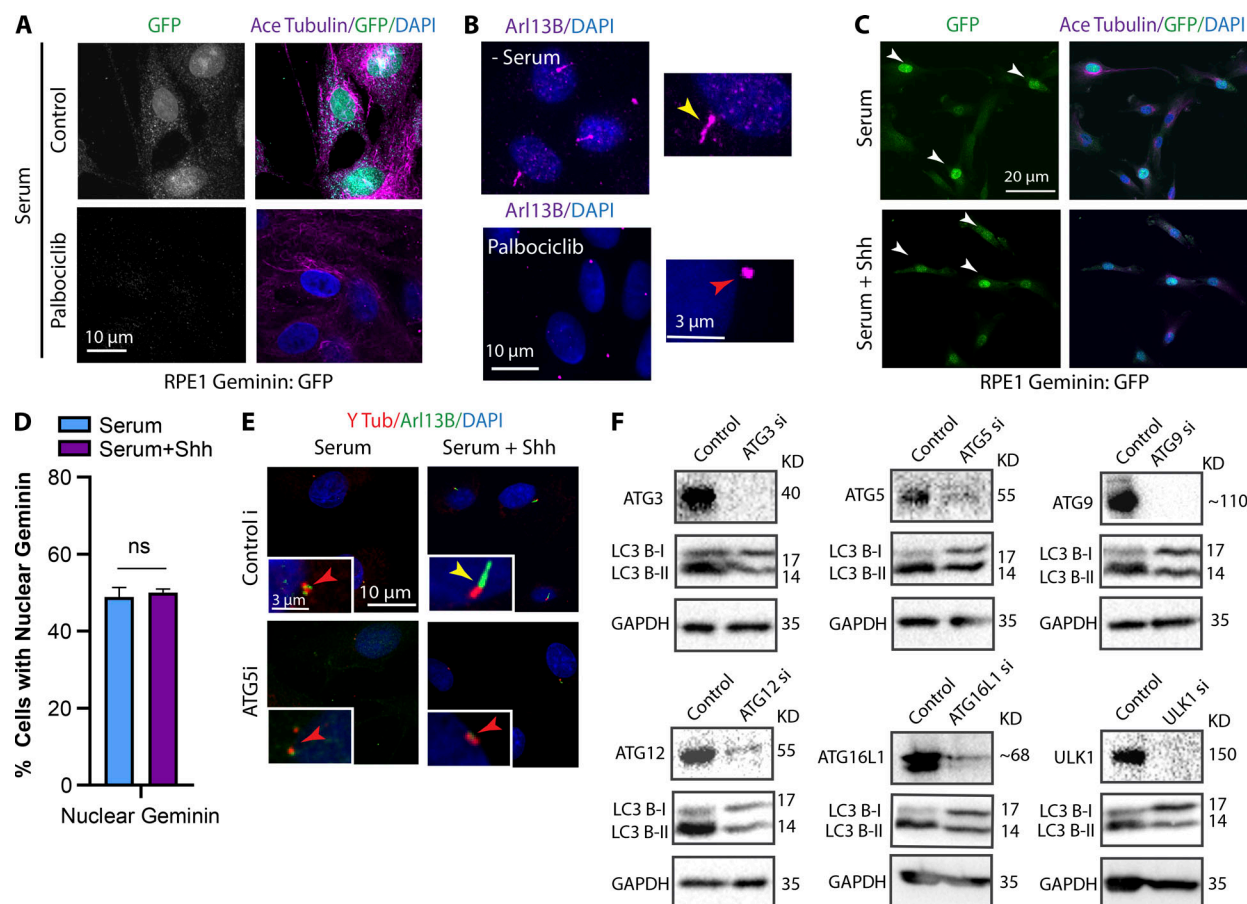 A
GFP
Ace Tubulin/GFP/DAPI
Serum
Control
Palbociclib
10 µm
RPE1 Geminin: GFP
B
Arl13B/DAPI
- Serum
Arl13B/DAPI
Palbociclib
10 µm
3 µm
C
GFP
Ace Tubulin/GFP/DAPI
Serum
20 µm
Serum + Shh
RPE1 Geminin: GFP
D
Serum
Serum+Shh
% Cells with Nuclear Geminin
80
60
40
20
0
ns
Nuclear Geminin
E
Y Tub/Arl13B/DAPI
Serum
Serum + Shh
Control i
3 µm
10 µm
ATG5i
F
Control
ATG3 si
KD
ATG3
40
LC3 B-I
17
LC3 B-II
14
GAPDH
35
Control
ATG5 si
KD
ATG5
55
LC3 B-I
17
LC3 B-II
14
GAPDH
35
Control
ATG9 si
KD
ATG9
~110
LC3 B-I
17
LC3 B-II
14
GAPDH
35
Control
ATG12 si
KD
ATG12
55
LC3 B-I
17
LC3 B-II
14
GAPDH
35
Control
ATG16L1 si
KD
ATG16L1
~68
LC3 B-I
17
LC3 B-II
14
GAPDH
35
Control
ULK1 si
KD
ULK1
150
LC3 B-I
17
LC3 B-II
14
GAPDH
35